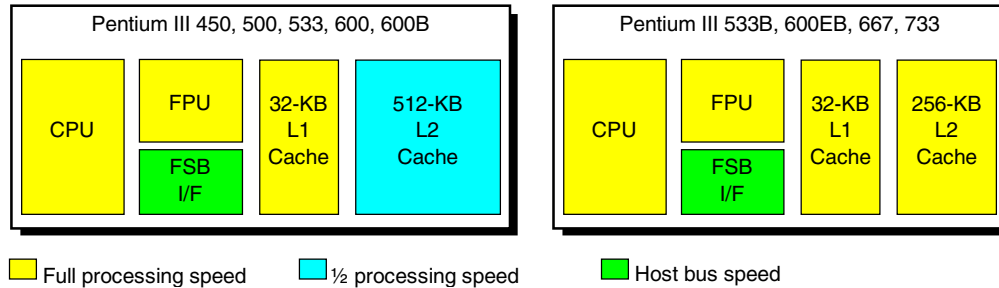 Pentium III 450, 500, 533, 600, 600B
CPU
FPU
FSB
I/F
32-KB
L1
Cache
512-KB
L2
Cache
Pentium III 533B, 600EB, 667, 733
CPU
FPU
FSB
I/F
32-KB
L1
Cache
256-KB
L2
Cache
Full processing speed
½ processing speed
Host bus speed